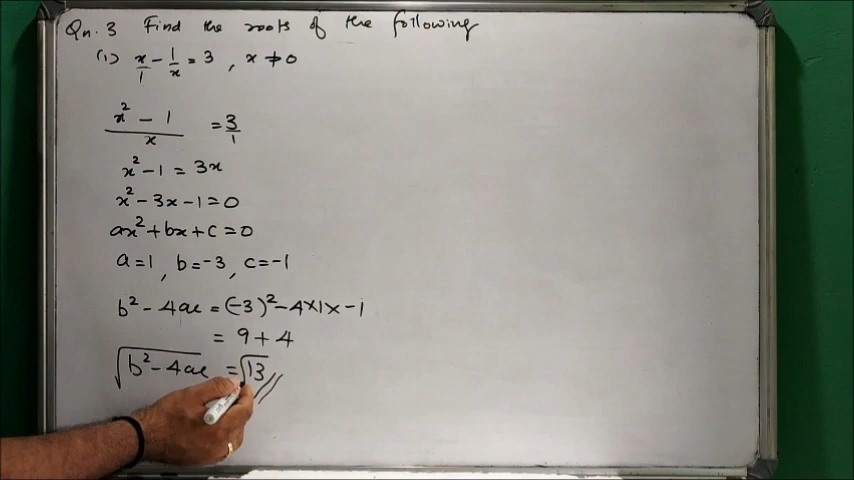 Qn. 3 Find the roots of the following
(1) x/1 - 1/x = 3 , x ≠ 0
(x² - 1)/x = 3/1
x² - 1 = 3x
x² - 3x - 1 = 0
ax² + bx + c = 0
a = 1 , b = -3 , c = -1
b² - 4ac = (-3)² - 4×1× -1
= 9 + 4
√(b² - 4ac) = √13 //